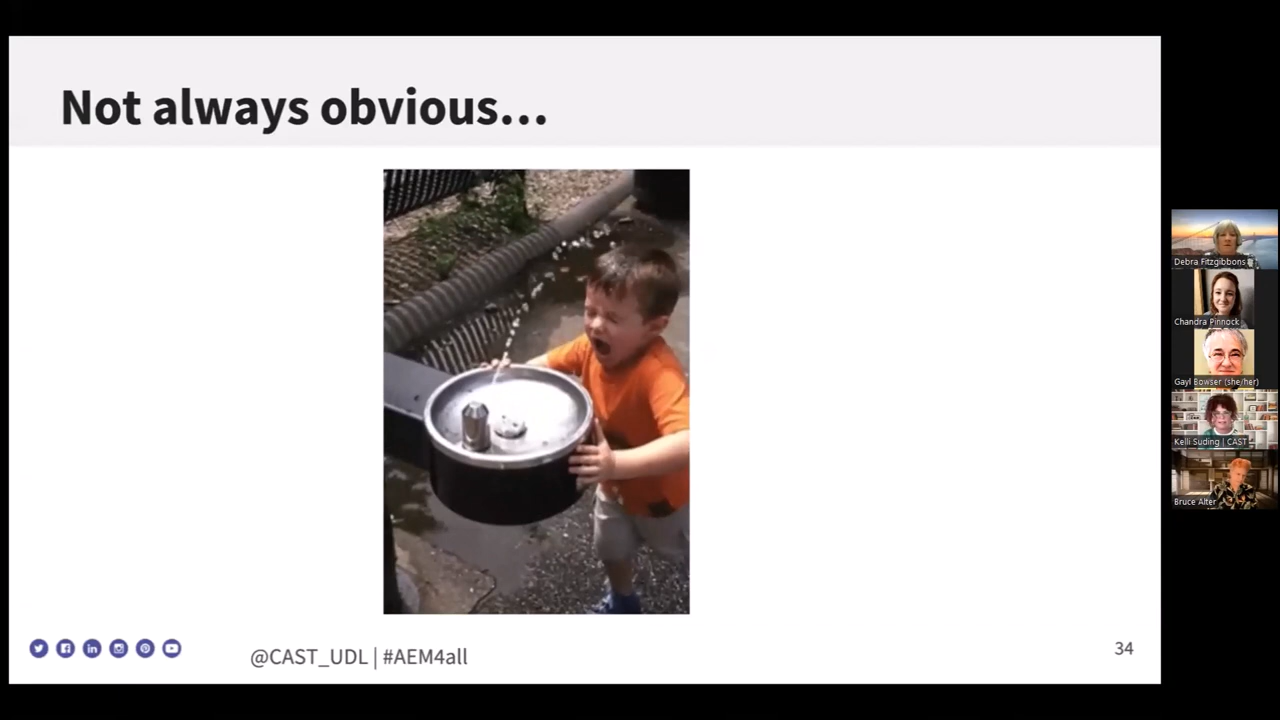 Not always obvious...
@CAST_UDL | #AEM4all
34
Debra Fitzgibbons
Chandra Pinnock
Gayl Bowser (she/her)
Kelli Suding | CAST
Bruce Alter